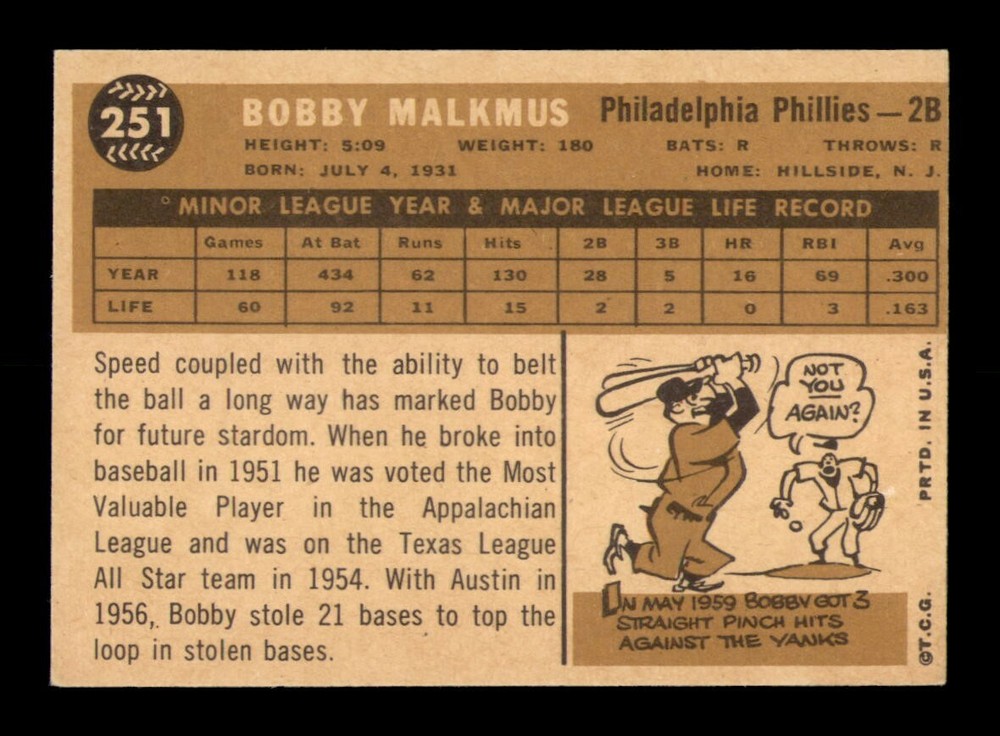 251
BOBBY MALKMUS Philadelphia Phillies—2B
HEIGHT: 5:09 WEIGHT: 180 BATS: R THROWS: R
BORN: JULY 4, 1931 HOME: HILLSIDE, N. J.
MINOR LEAGUE YEAR & MAJOR LEAGUE LIFE RECORD
Games At Bat Runs Hits 2B 3B HR RBI Avg
YEAR 118 434 62 130 28 5 16 69 .300
LIFE 60 92 11 15 2 2 0 3 .163
Speed coupled with the ability to belt
the ball a long way has marked Bobby
for future stardom. When he broke into
baseball in 1951 he was voted the Most
Valuable Player in the Appalachian
League and was on the Texas League
All Star team in 1954. With Austin in
1956, Bobby stole 21 bases to top the
loop in stolen bases.
NOT
YOU
AGAIN?
IN MAY 1959 BOBBY GOT 3
STRAIGHT PINCH HITS
AGAINST THE YANKS
©T.C.G. PRTD. IN U.S.A.